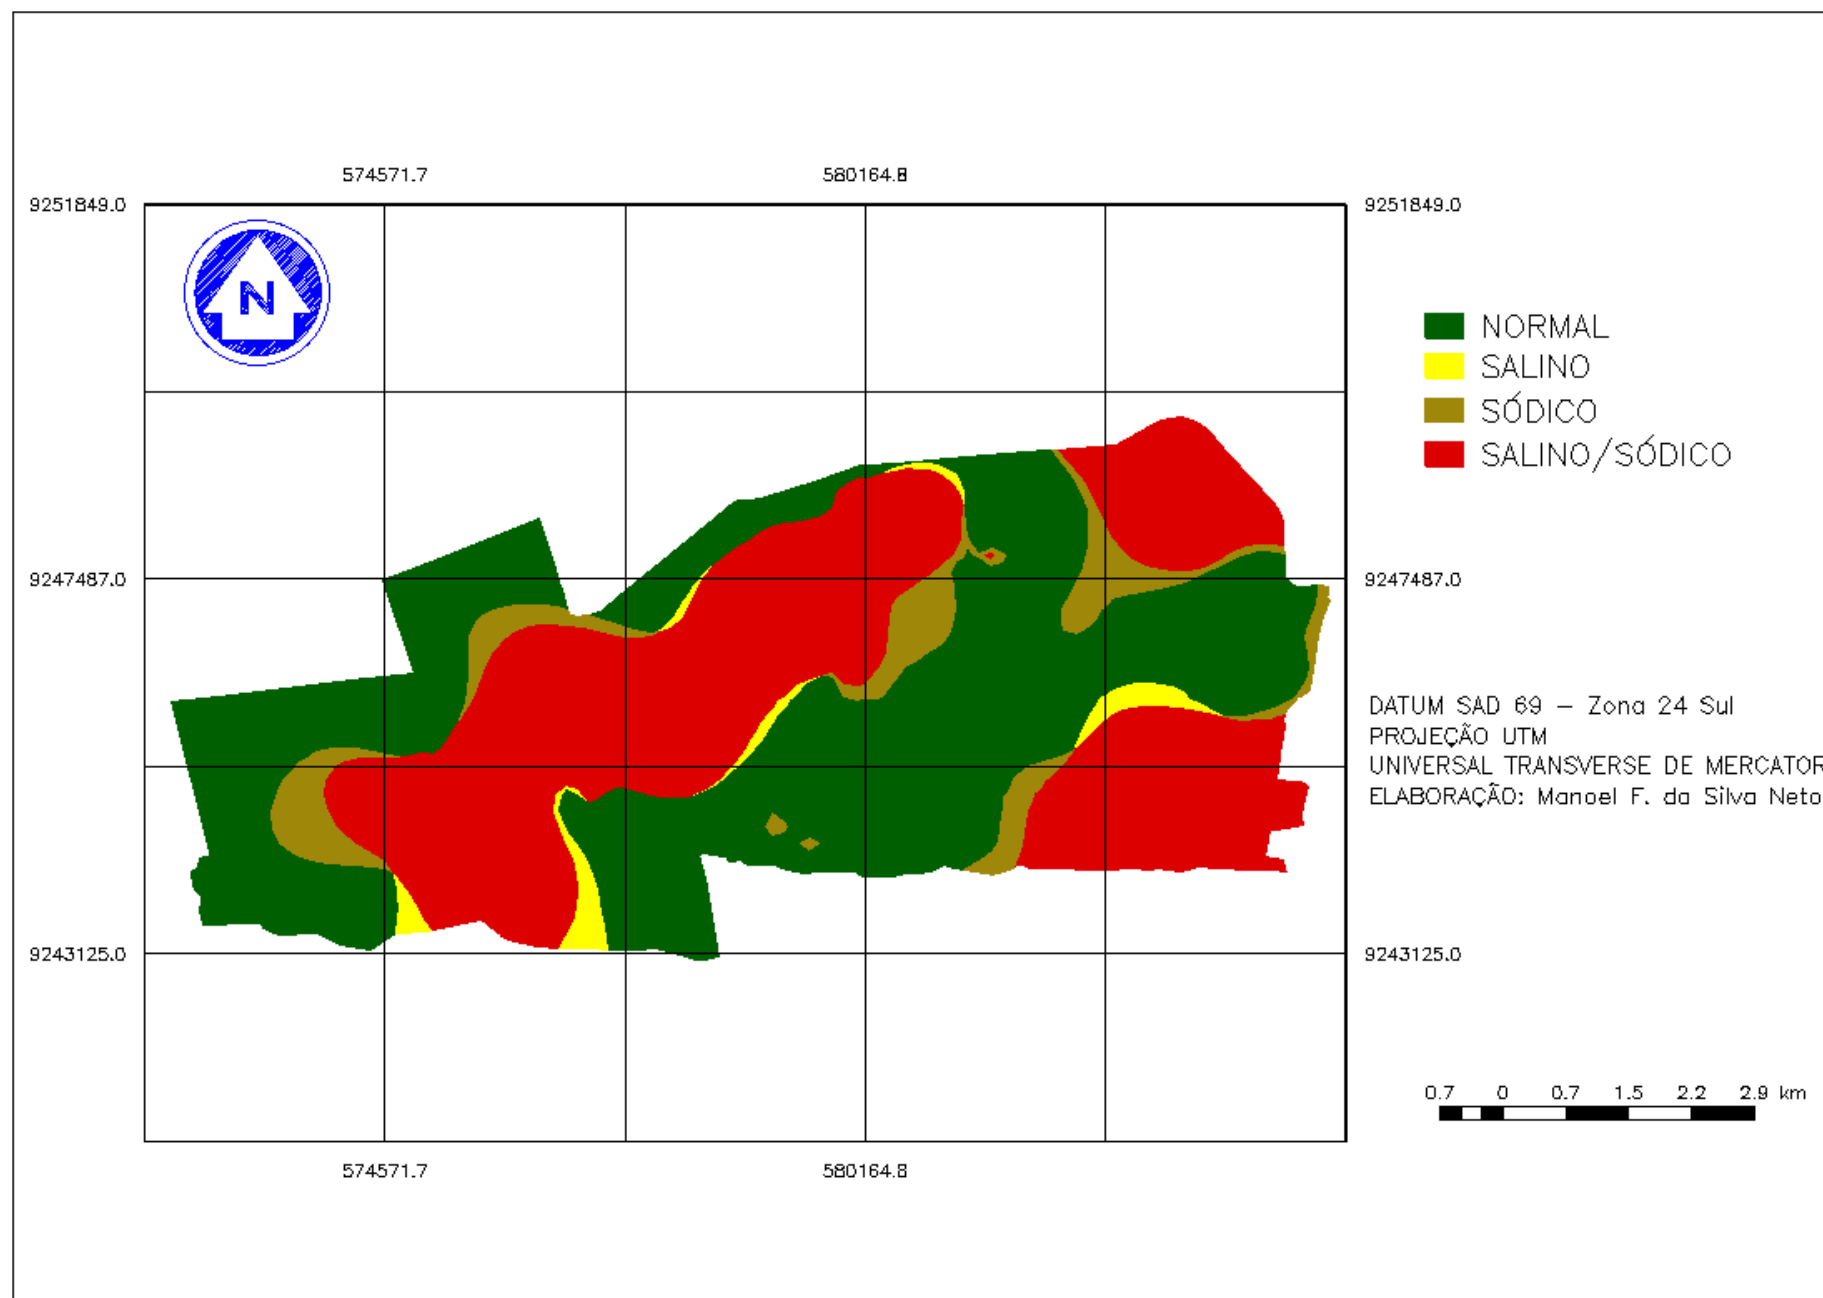 574571.7 580164.8
9251849.0 9251849.0
N
NORMAL
SALINO
SÓDICO
SALINO/SÓDICO
9247487.0 9247487.0
DATUM SAD 69 – Zona 24 Sul
PROJEÇÃO UTM
UNIVERSAL TRANSVERSE DE MERCATOR
ELABORAÇÃO: Manoel F. da Silva Neto
9243125.0 9243125.0
0.7 0 0.7 1.5 2.2 2.9 km
574571.7 580164.8